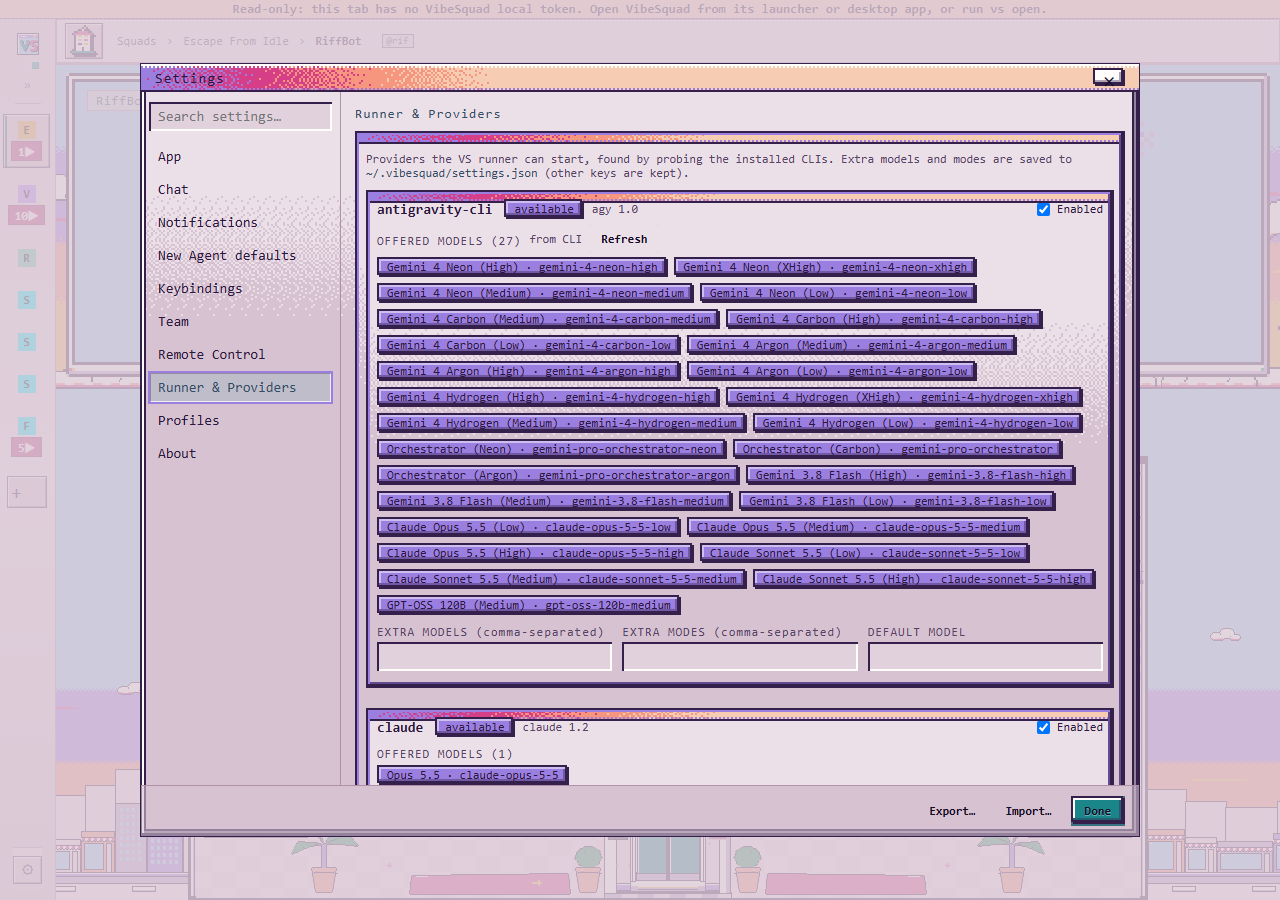 Read-only: this tab has no VibeSquad local token. Open VibeSquad from its launcher or desktop app, or run vs open.
VS
Squads › Escape From Idle › RiffBot @rif
»
E
1▶
V
10▶
R
S
S
S
F
5▶
+
Settings
Search settings…
App
Chat
Notifications
New Agent defaults
Keybindings
Team
Remote Control
Runner & Providers
Profiles
About
Runner & Providers
Providers the VS runner can start, found by probing the installed CLIs. Extra models and modes are saved to
~/.vibesquad/settings.json (other keys are kept).
antigravity-cli available agy 1.0 Enabled
OFFERED MODELS (27) from CLI Refresh
Gemini 4 Neon (High) · gemini-4-neon-high Gemini 4 Neon (XHigh) · gemini-4-neon-xhigh
Gemini 4 Neon (Medium) · gemini-4-neon-medium Gemini 4 Neon (Low) · gemini-4-neon-low
Gemini 4 Carbon (Medium) · gemini-4-carbon-medium Gemini 4 Carbon (High) · gemini-4-carbon-high
Gemini 4 Carbon (Low) · gemini-4-carbon-low Gemini 4 Argon (Medium) · gemini-4-argon-medium
Gemini 4 Argon (High) · gemini-4-argon-high Gemini 4 Argon (Low) · gemini-4-argon-low
Gemini 4 Hydrogen (High) · gemini-4-hydrogen-high Gemini 4 Hydrogen (XHigh) · gemini-4-hydrogen-xhigh
Gemini 4 Hydrogen (Medium) · gemini-4-hydrogen-medium Gemini 4 Hydrogen (Low) · gemini-4-hydrogen-low
Orchestrator (Neon) · gemini-pro-orchestrator-neon Orchestrator (Carbon) · gemini-pro-orchestrator
Orchestrator (Argon) · gemini-pro-orchestrator-argon Gemini 3.8 Flash (High) · gemini-3.8-flash-high
Gemini 3.8 Flash (Medium) · gemini-3.8-flash-medium Gemini 3.8 Flash (Low) · gemini-3.8-flash-low
Claude Opus 5.5 (Low) · claude-opus-5-5-low Claude Opus 5.5 (Medium) · claude-opus-5-5-medium
Claude Opus 5.5 (High) · claude-opus-5-5-high Claude Sonnet 5.5 (Low) · claude-sonnet-5-5-low
Claude Sonnet 5.5 (Medium) · claude-sonnet-5-5-medium Claude Sonnet 5.5 (High) · claude-sonnet-5-5-high
GPT-OSS 120B (Medium) · gpt-oss-120b-medium
EXTRA MODELS (comma-separated) EXTRA MODES (comma-separated) DEFAULT MODEL
claude available claude 1.2 Enabled
OFFERED MODELS (1)
Opus 5.5 · claude-opus-5-5
Export… Import… Done